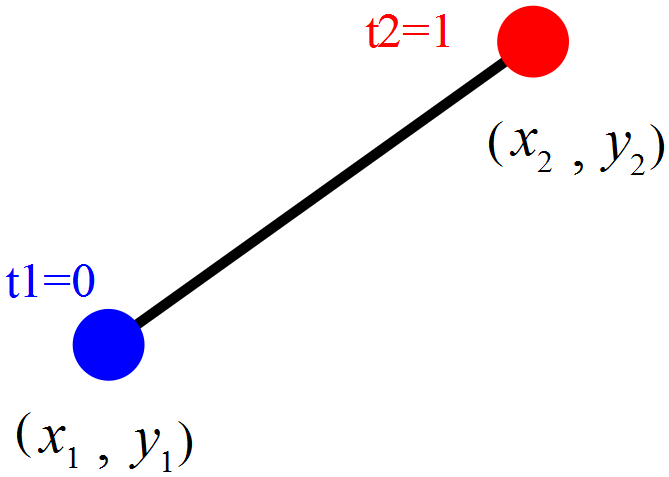 t2=1
(x₂ , y₂)
t1=0
(x₁ , y₁)